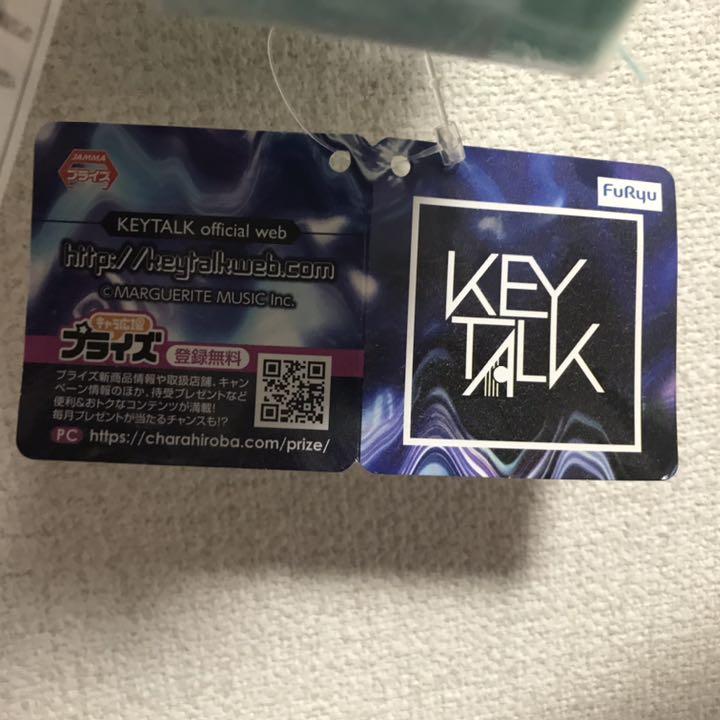 JAMMA
プライズ
KEYTALK official web
http://keytalkweb.com
© MARGUERITE MUSIC Inc.
キャラ広場
プライズ 登録無料
プライズ新商品情報や取扱店舗、キャン
ペーン情報のほか、待受プレゼントなど
便利&おトクなコンテンツが満載!
毎月プレゼントが当たるチャンスも!?
PC https://charahiroba.com/prize/
FuRyu
KEY
TALK